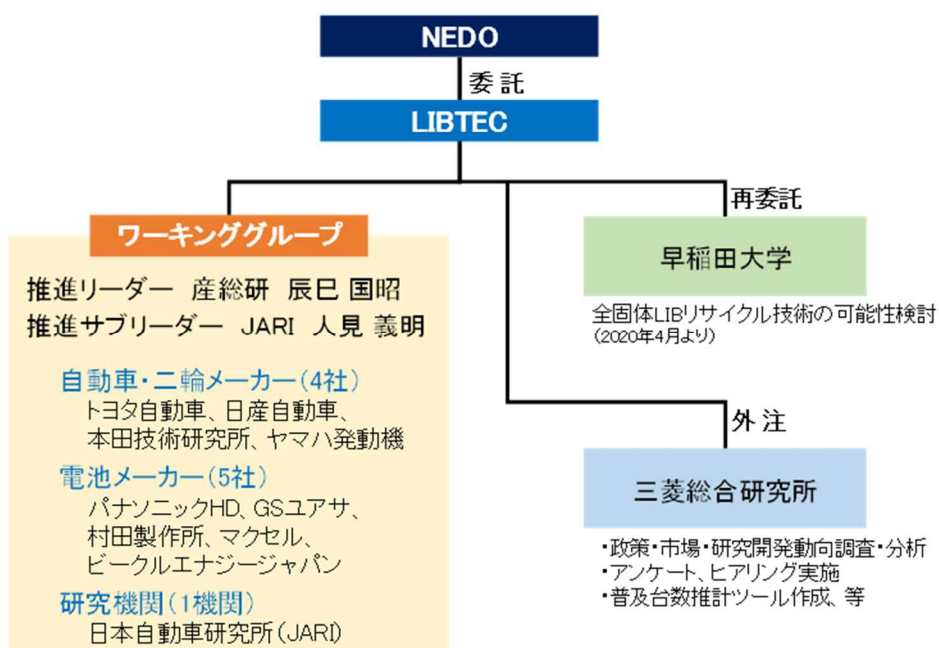 NEDO
委託
LIBTEC
ワーキンググループ
推進リーダー 産総研 辰巳 国昭
推進サブリーダー JARI 人見 義明
自動車・二輪メーカー(4社)
トヨタ自動車、日産自動車、
本田技術研究所、ヤマハ発動機
電池メーカー(5社)
パナソニックHD、GSユアサ、
村田製作所、マクセル、
ビークルエナジージャパン
研究機関(1機関)
日本自動車研究所(JARI)
再委託
早稲田大学
全固体LIBリサイクル技術の可能性検討
(2020年4月より)
外注
三菱総合研究所
・政策・市場・研究開発動向調査・分析
・アンケート、ヒアリング実施
・普及台数推計ツール作成、等